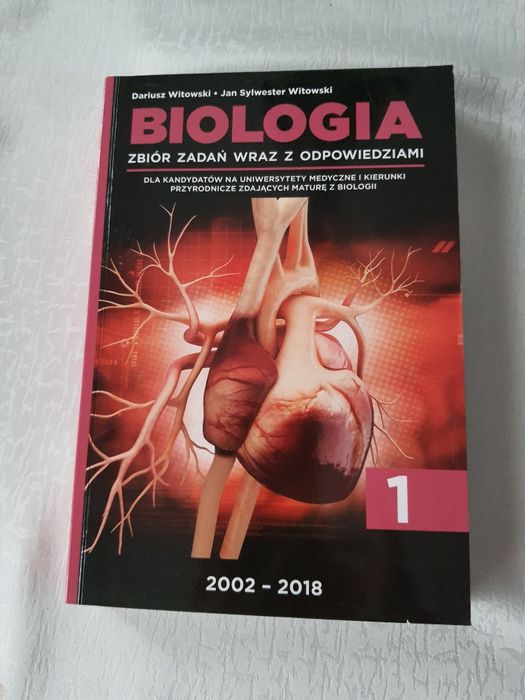 Dariusz Witowski • Jan Sylwester Witowski
BIOLOGIA
ZBIÓR ZADAŃ WRAZ Z ODPOWIEDZIAMI
DLA KANDYDATÓW NA UNIWERSYTETY MEDYCZNE I KIERUNKI
PRZYRODNICZE ZDAJĄCYCH MATURĘ Z BIOLOGII
1
2002 – 2018